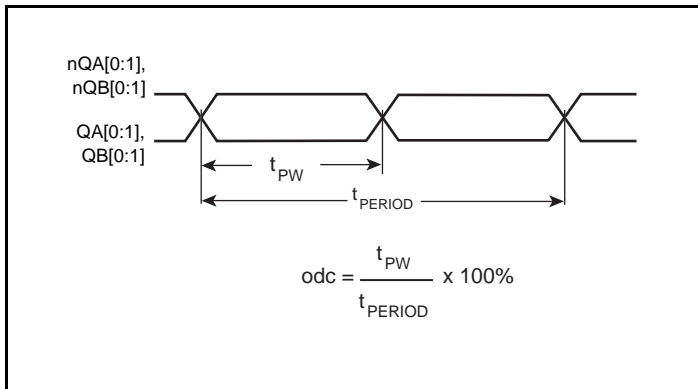 nQA[0:1],
nQB[0:1]
QA[0:1],
QB[0:1]
tPW
tPERIOD
odc = tPW / tPERIOD x 100%